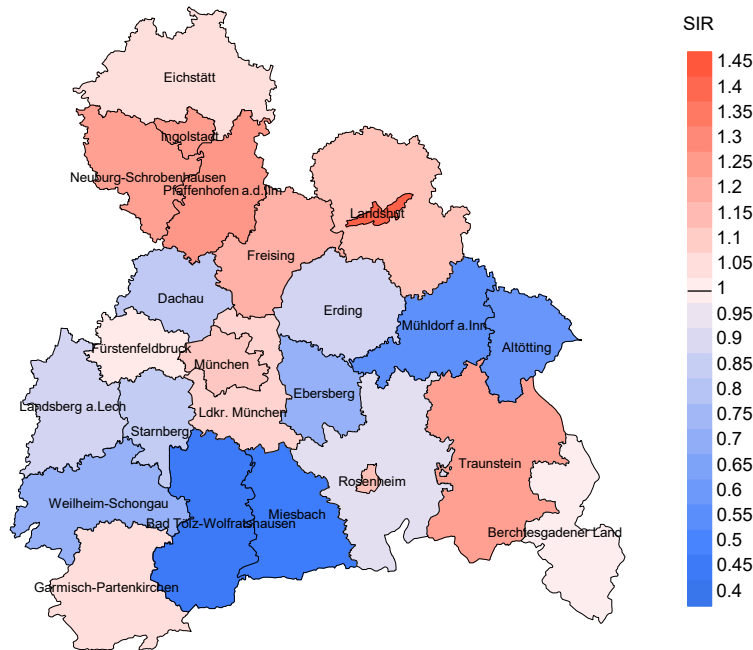 SIR
Eichstätt
Ingolstadt
Neuburg-Schrobenhausen
Pfaffenhofen a.d.Ilm
Landshut
Freising
Dachau
Erding
Mühldorf a.Inn
Altötting
Fürstenfeldbruck
München
Ebersberg
Landsberg a.Lech
Ldkr. München
Starnberg
Traunstein
Rosenheim
Weilheim-Schongau
Bad Tölz-Wolfratshausen
Miesbach
Berchtesgadener Land
Garmisch-Partenkirchen
1.45
1.4
1.35
1.3
1.25
1.2
1.15
1.1
1.05
1
0.95
0.9
0.85
0.8
0.75
0.7
0.65
0.6
0.55
0.5
0.45
0.4